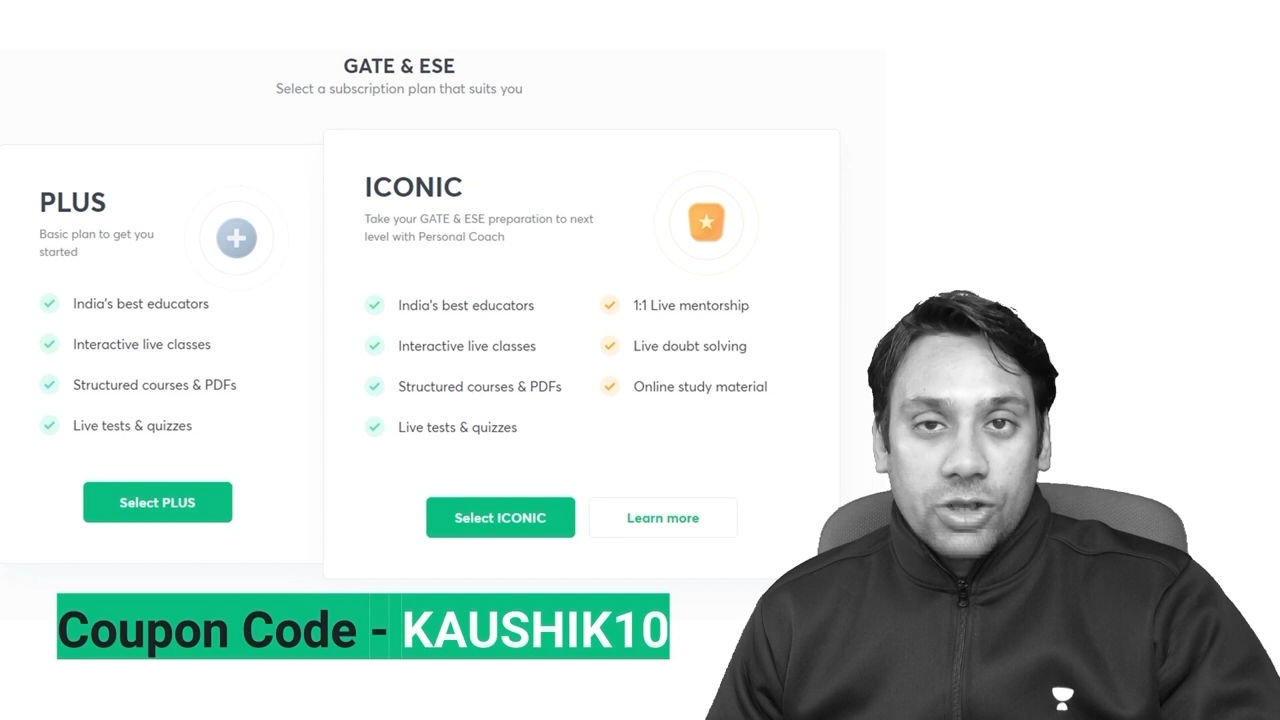 GATE & ESE
Select a subscription plan that suits you
PLUS
Basic plan to get you
started
India's best educators
Interactive live classes
Structured courses & PDFs
Live tests & quizzes
Select PLUS
ICONIC
Take your GATE & ESE preparation to next
level with Personal Coach
India's best educators
Interactive live classes
Structured courses & PDFs
Live tests & quizzes
1:1 Live mentorship
Live doubt solving
Online study material
Select ICONIC
Learn more
Coupon Code - KAUSHIK10